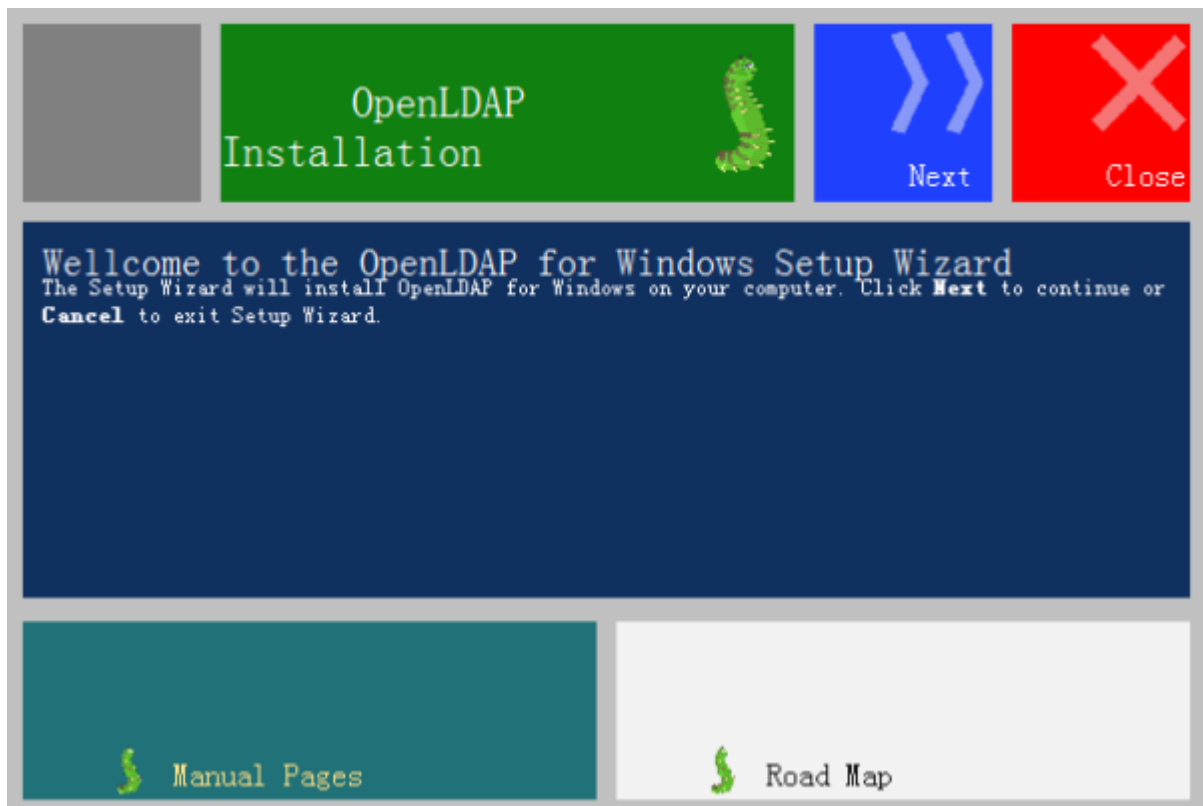 OpenLDAP
Installation
Next
Close
Wellcome to the OpenLDAP for Windows Setup Wizard
The Setup Wizard will install OpenLDAP for Windows on your computer. Click Next to continue or
Cancel to exit Setup Wizard.
Manual Pages
Road Map